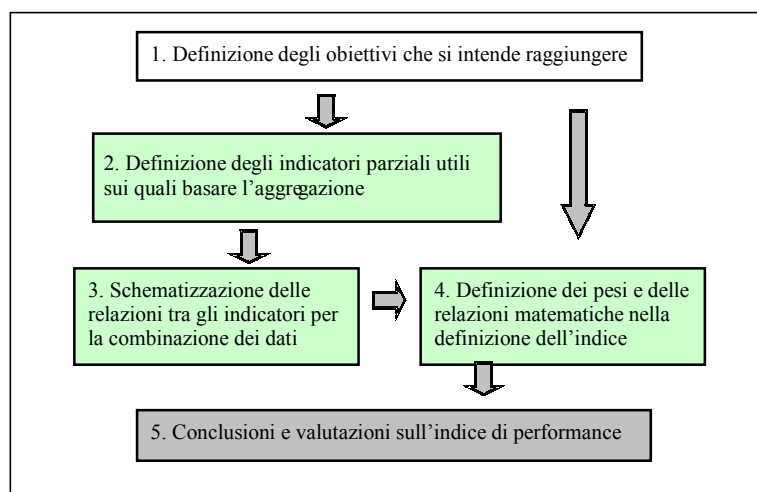 1. Definizione degli obiettivi che si intende raggiungere
2. Definizione degli indicatori parziali utili
sui quali basare l’aggregazione
3. Schematizzazione delle
relazioni tra gli indicatori per
la combinazione dei dati
4. Definizione dei pesi e delle
relazioni matematiche nella
definizione dell’indice
5. Conclusioni e valutazioni sull’indice di performance